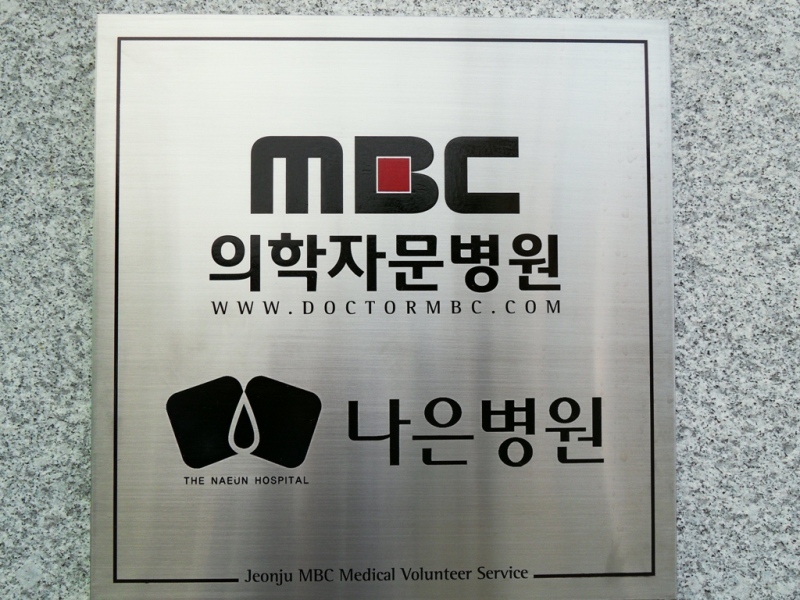 MBC
의학자문병원
WWW.DOCTORMBC.COM
나은병원
THE NAEUN HOSPITAL
Jeonju MBC Medical Volunteer Service